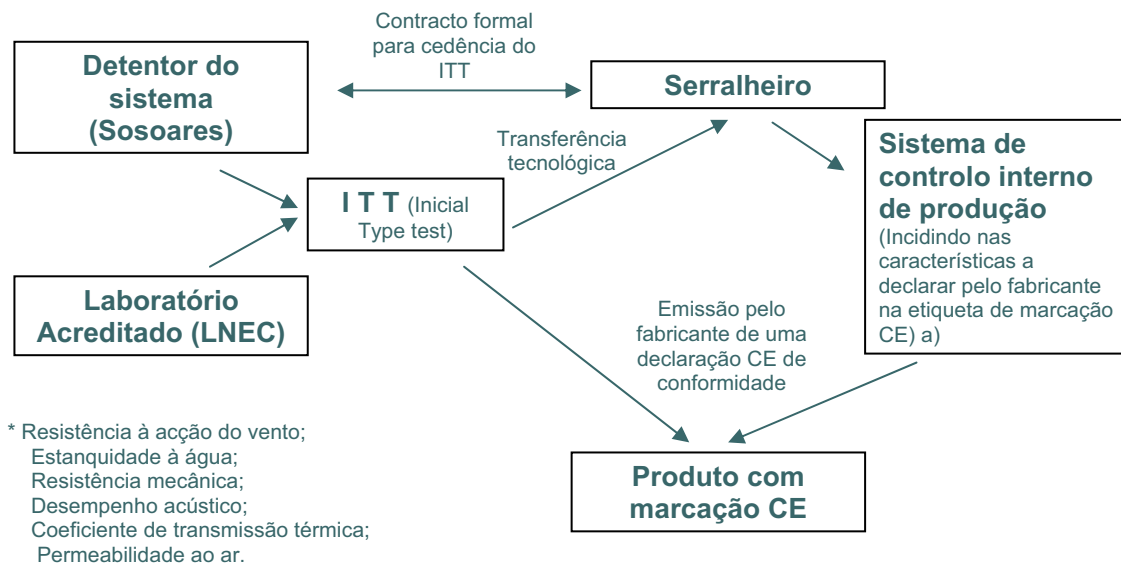 Contracto formal
para cedência do
ITT
Detentor do
sistema
(Sosoares)
Serralheiro
Transferência
tecnológica
Sistema de
controlo interno
de produção
(Incidindo nas
características a
declarar pelo fabricante
na etiqueta de marcação
CE) a)
I T T (Inicial
Type test)
Laboratório
Acreditado (LNEC)
Emissão pelo
fabricante de uma
declaração CE de
conformidade
* Resistência à acção do vento;
Estanquidade à água;
Resistência mecânica;
Desempenho acústico;
Coeficiente de transmissão térmica;
Permeabilidade ao ar.
Produto com
marcação CE